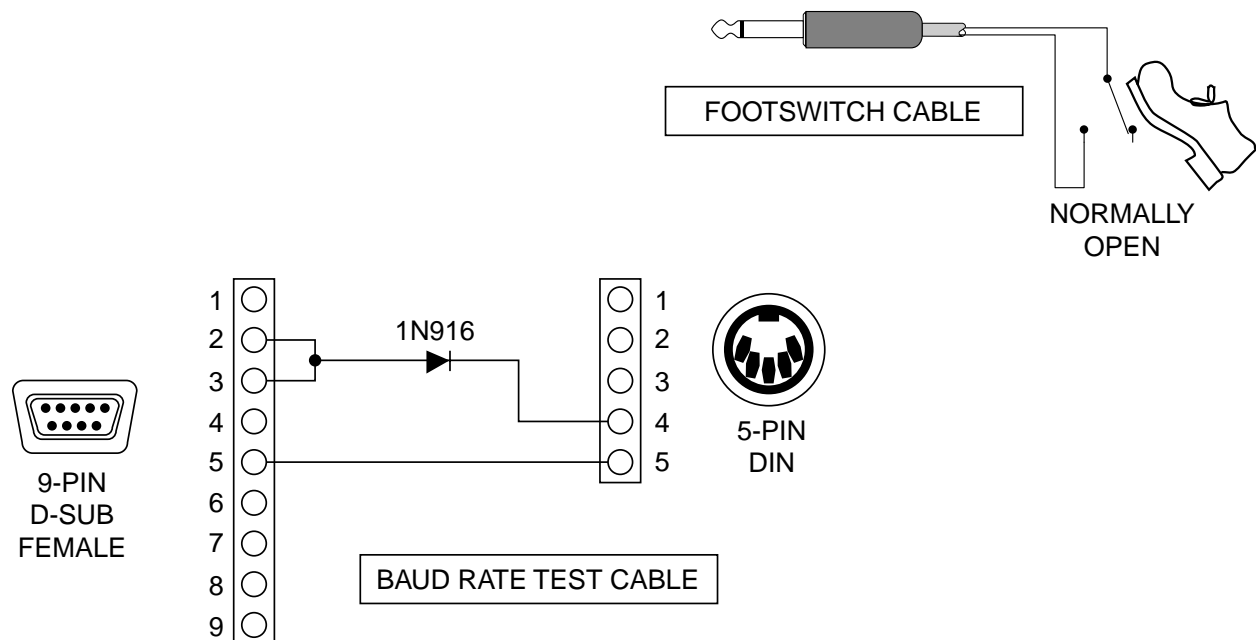 FOOTSWITCH CABLE
NORMALLY
OPEN
1
2
3
4
5
6
7
8
9
1N916
1
2
3
4
5
9-PIN
D-SUB
FEMALE
5-PIN
DIN
BAUD RATE TEST CABLE